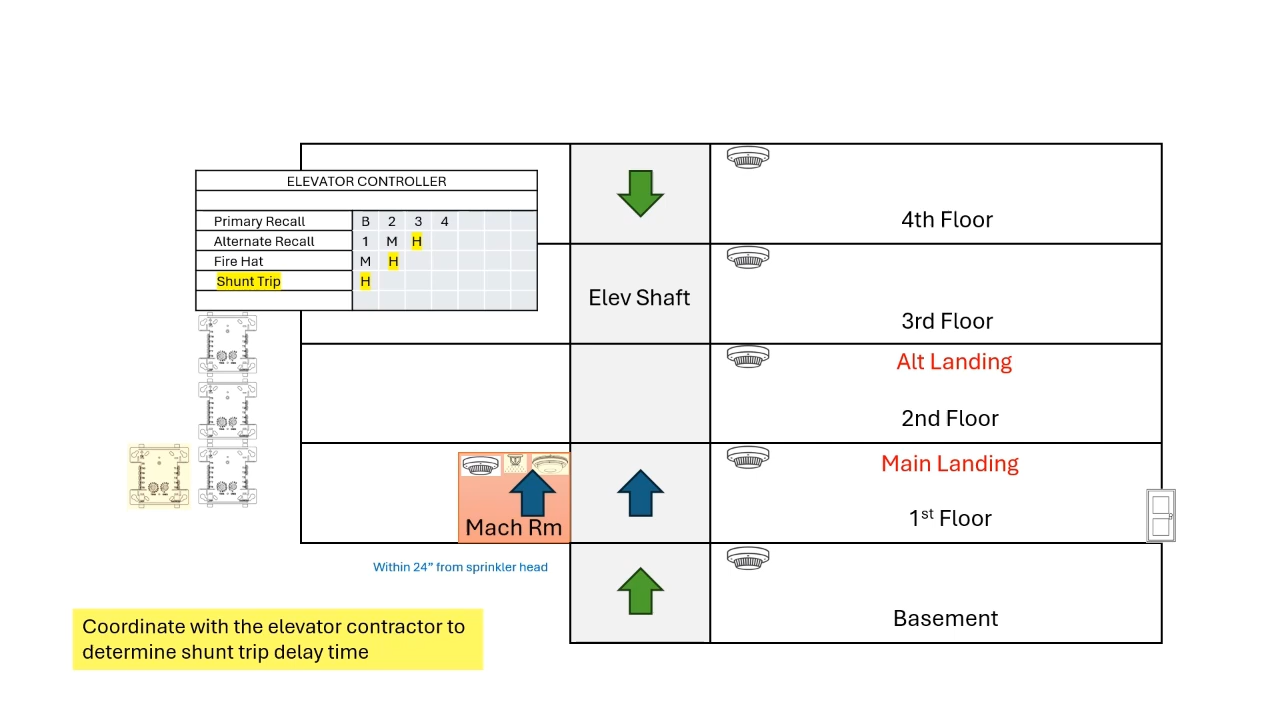 ELEVATOR CONTROLLER
Primary Recall B 2 3 4
Alternate Recall 1 M H
Fire Hat M H
Shunt Trip H
4th Floor
Elev Shaft
3rd Floor
Alt Landing
2nd Floor
Main Landing
1st Floor
Mach Rm
Within 24” from sprinkler head
Basement
Coordinate with the elevator contractor to
determine shunt trip delay time